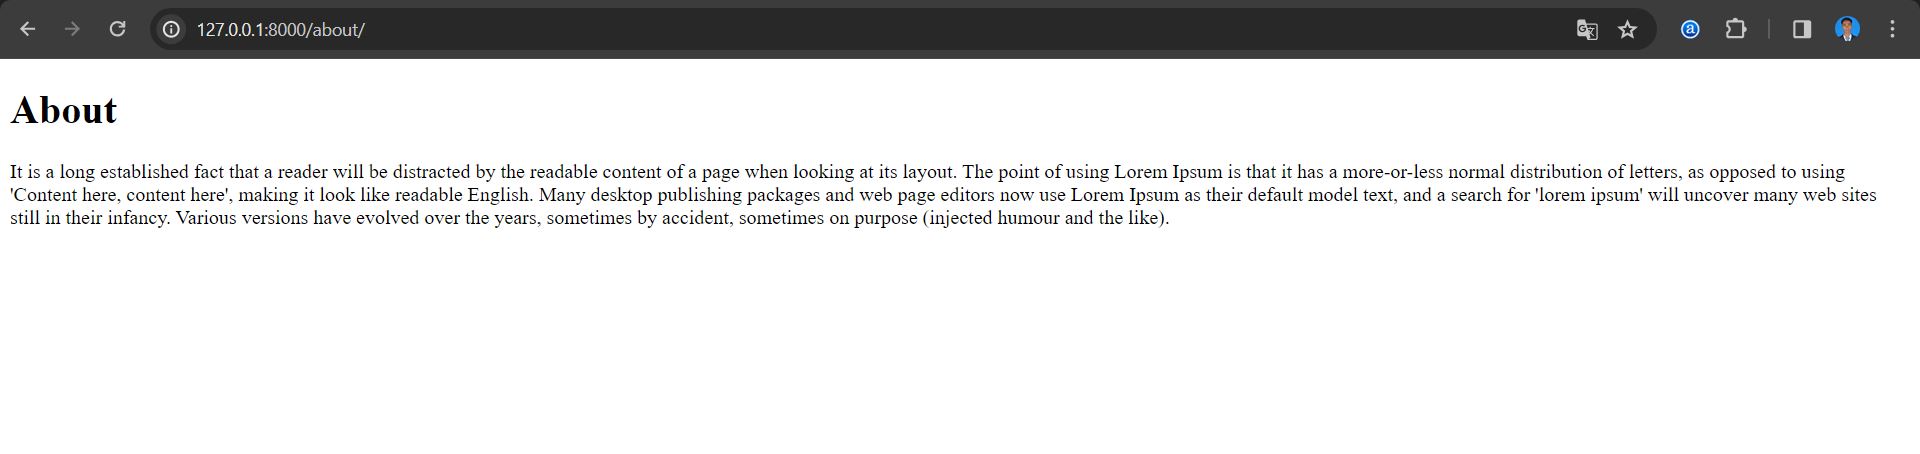 127.0.0.1:8000/about/
About
It is a long established fact that a reader will be distracted by the readable content of a page when looking at its layout. The point of using Lorem Ipsum is that it has a more-or-less normal distribution of letters, as opposed to using
'Content here, content here', making it look like readable English. Many desktop publishing packages and web page editors now use Lorem Ipsum as their default model text, and a search for 'lorem ipsum' will uncover many web sites
still in their infancy. Various versions have evolved over the years, sometimes by accident, sometimes on purpose (injected humour and the like).